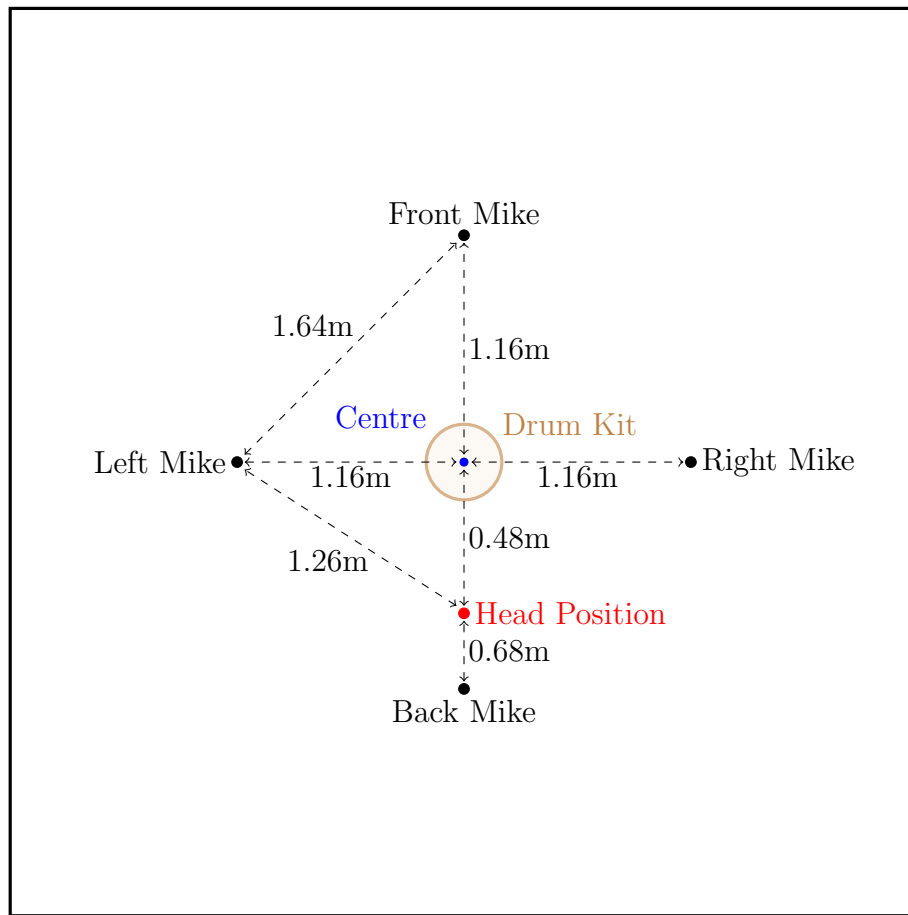 Front Mike
1.64m
1.16m
Centre
Drum Kit
Left Mike
1.16m
1.16m
Right Mike
0.48m
1.26m
Head Position
0.68m
Back Mike